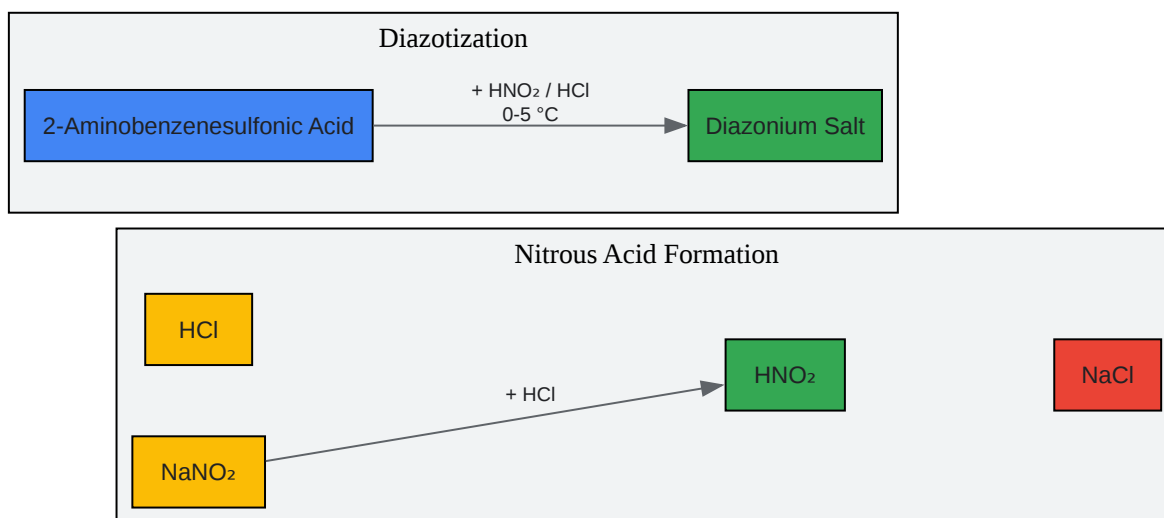 Diazotization
2-Aminobenzenesulfonic Acid
+ HNO₂ / HCl
0-5 °C
Diazonium Salt
Nitrous Acid Formation
HCl
NaNO₂
+ HCl
HNO₂
NaCl